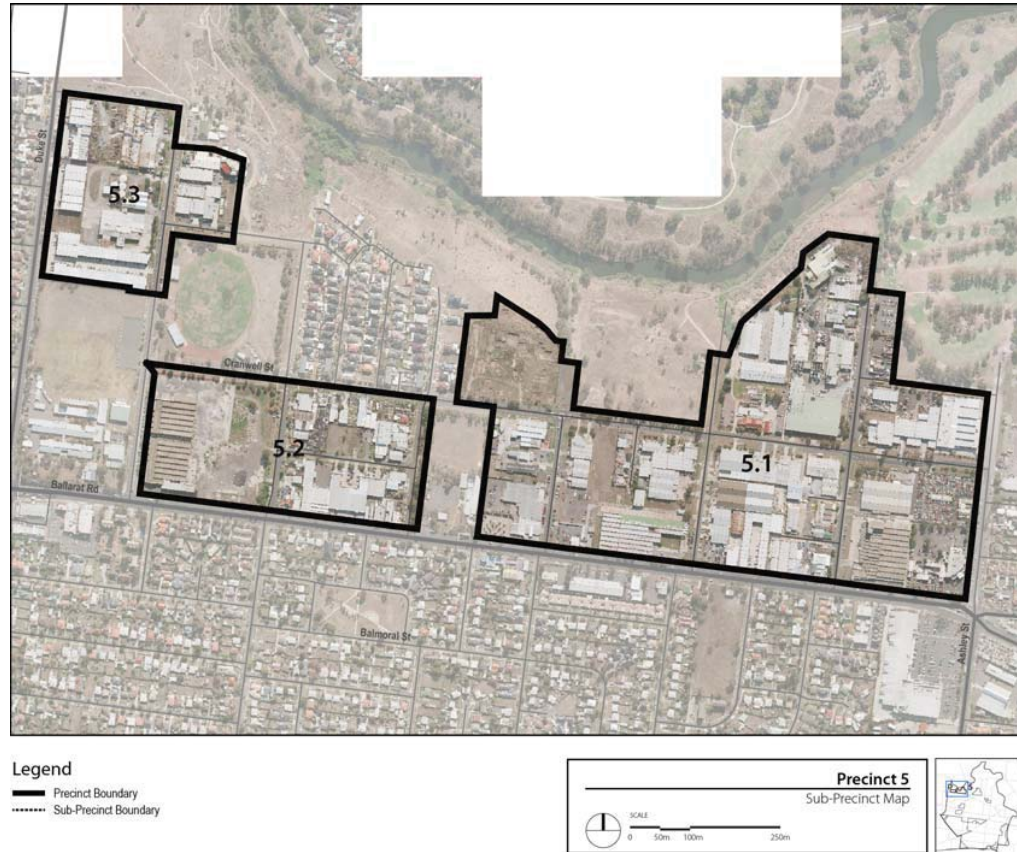 Duke St
5.3
Cranwell St
5.2
5.1
Ballarat Rd
Balmoral St
Ashley St
Legend
Precinct Boundary
Sub-Precinct Boundary
Precinct 5
Sub-Precinct Map
SCALE
0 50m 100m 250m